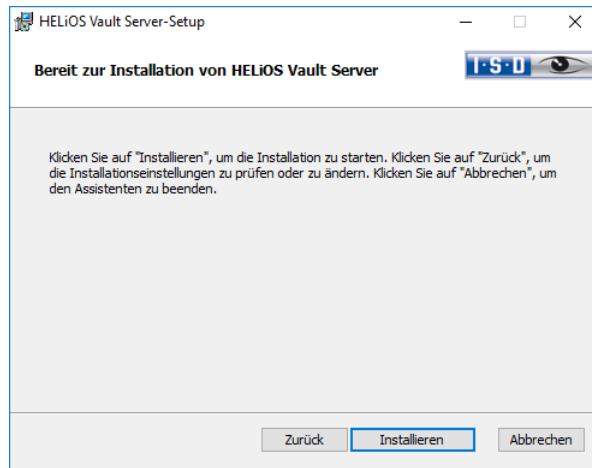 HELiOS Vault Server-Setup
Bereit zur Installation von HELiOS Vault Server
I·S·D
Klicken Sie auf "Installieren", um die Installation zu starten. Klicken Sie auf "Zurück", um
die Installationseinstellungen zu prüfen oder zu ändern. Klicken Sie auf "Abbrechen", um
den Assistenten zu beenden.
Zurück
Installieren
Abbrechen